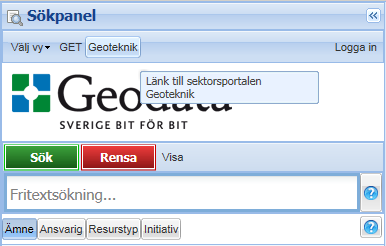 Sökpanel
Välj vy GET Geoteknik Logga in
Länk till sektorsportalen
Geoteknik
Geodata
SVERIGE BIT FÖR BIT
Sök Rensa Visa
Fritextsökning...
Ämne Ansvarig Resurstyp Initiativ